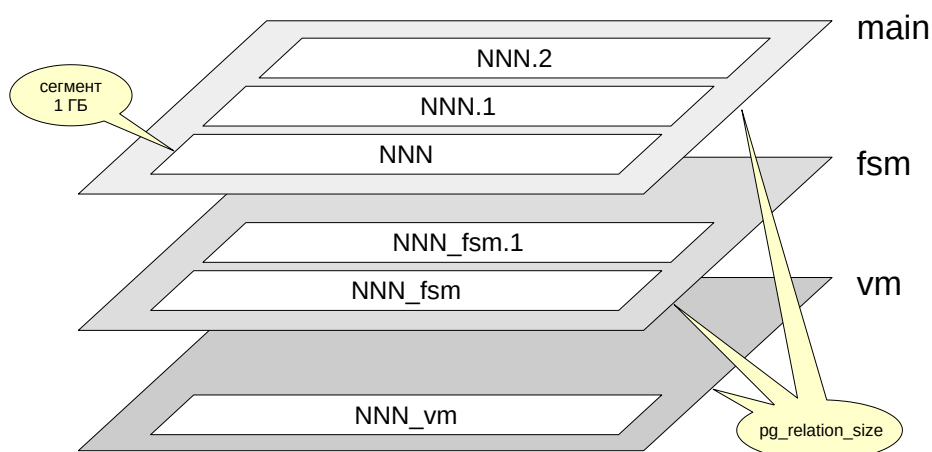 main
NNN.2
сегмент
1 ГБ
NNN.1
NNN
fsm
NNN_fsm.1
NNN_fsm
vm
NNN_vm
pg_relation_size